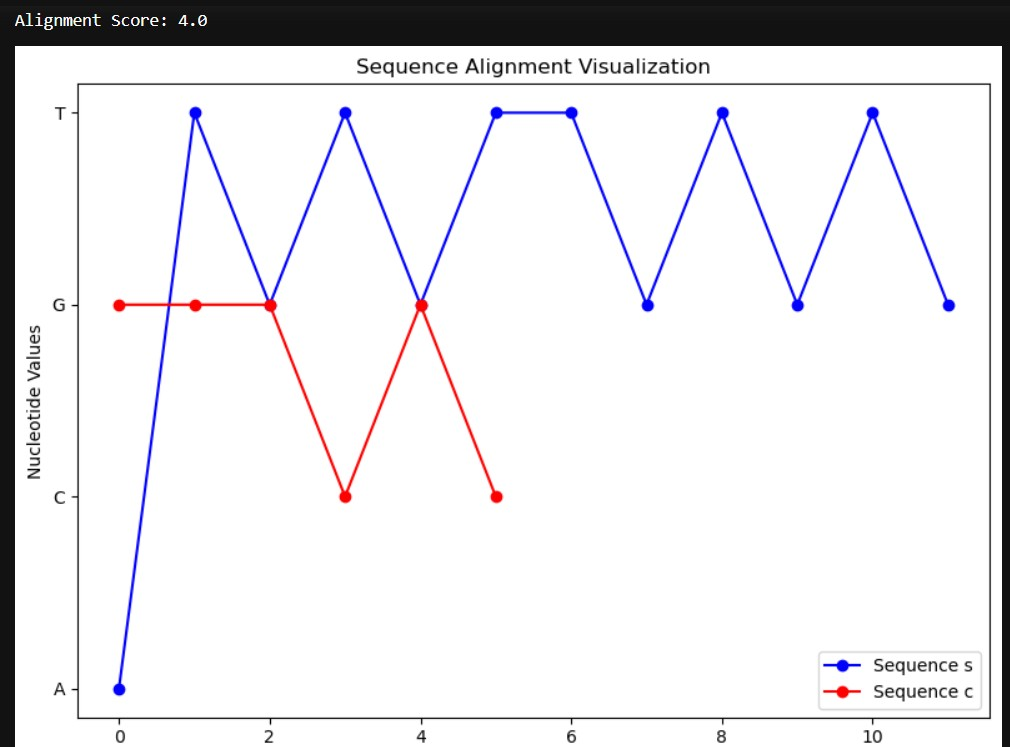 Alignment Score: 4.0
Sequence Alignment Visualization
T
G
C
A
Nucleotide Values
Sequence s
Sequence c
0 2 4 6 8 10